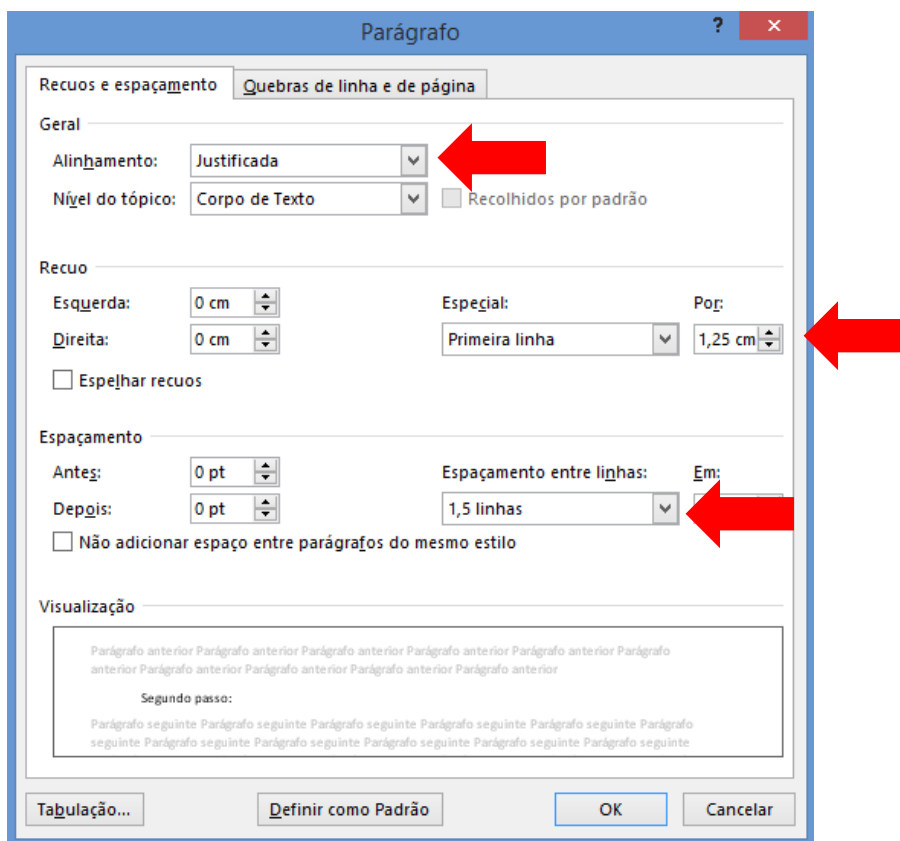 Parágrafo
?
Recuos e espaçamento Quebras de linha e de página
Geral
Alinhamento: Justificada
Nível do tópico: Corpo de Texto Recolhidos por padrão
Recuo
Esquerda: 0 cm Especial: Por:
Direita: 0 cm Primeira linha 1,25 cm
Espelhar recuos
Espaçamento
Antes: 0 pt Espaçamento entre linhas: Em:
Depois: 0 pt 1,5 linhas
Não adicionar espaço entre parágrafos do mesmo estilo
Visualização
Parágrafo anterior Parágrafo anterior Parágrafo anterior Parágrafo anterior Parágrafo anterior Parágrafo
anterior Parágrafo anterior Parágrafo anterior Parágrafo anterior Parágrafo anterior
Segundo passo:
Parágrafo seguinte Parágrafo seguinte Parágrafo seguinte Parágrafo seguinte Parágrafo seguinte Parágrafo
seguinte Parágrafo seguinte Parágrafo seguinte Parágrafo seguinte Parágrafo seguinte Parágrafo seguinte
Tabulação... Definir como Padrão OK Cancelar